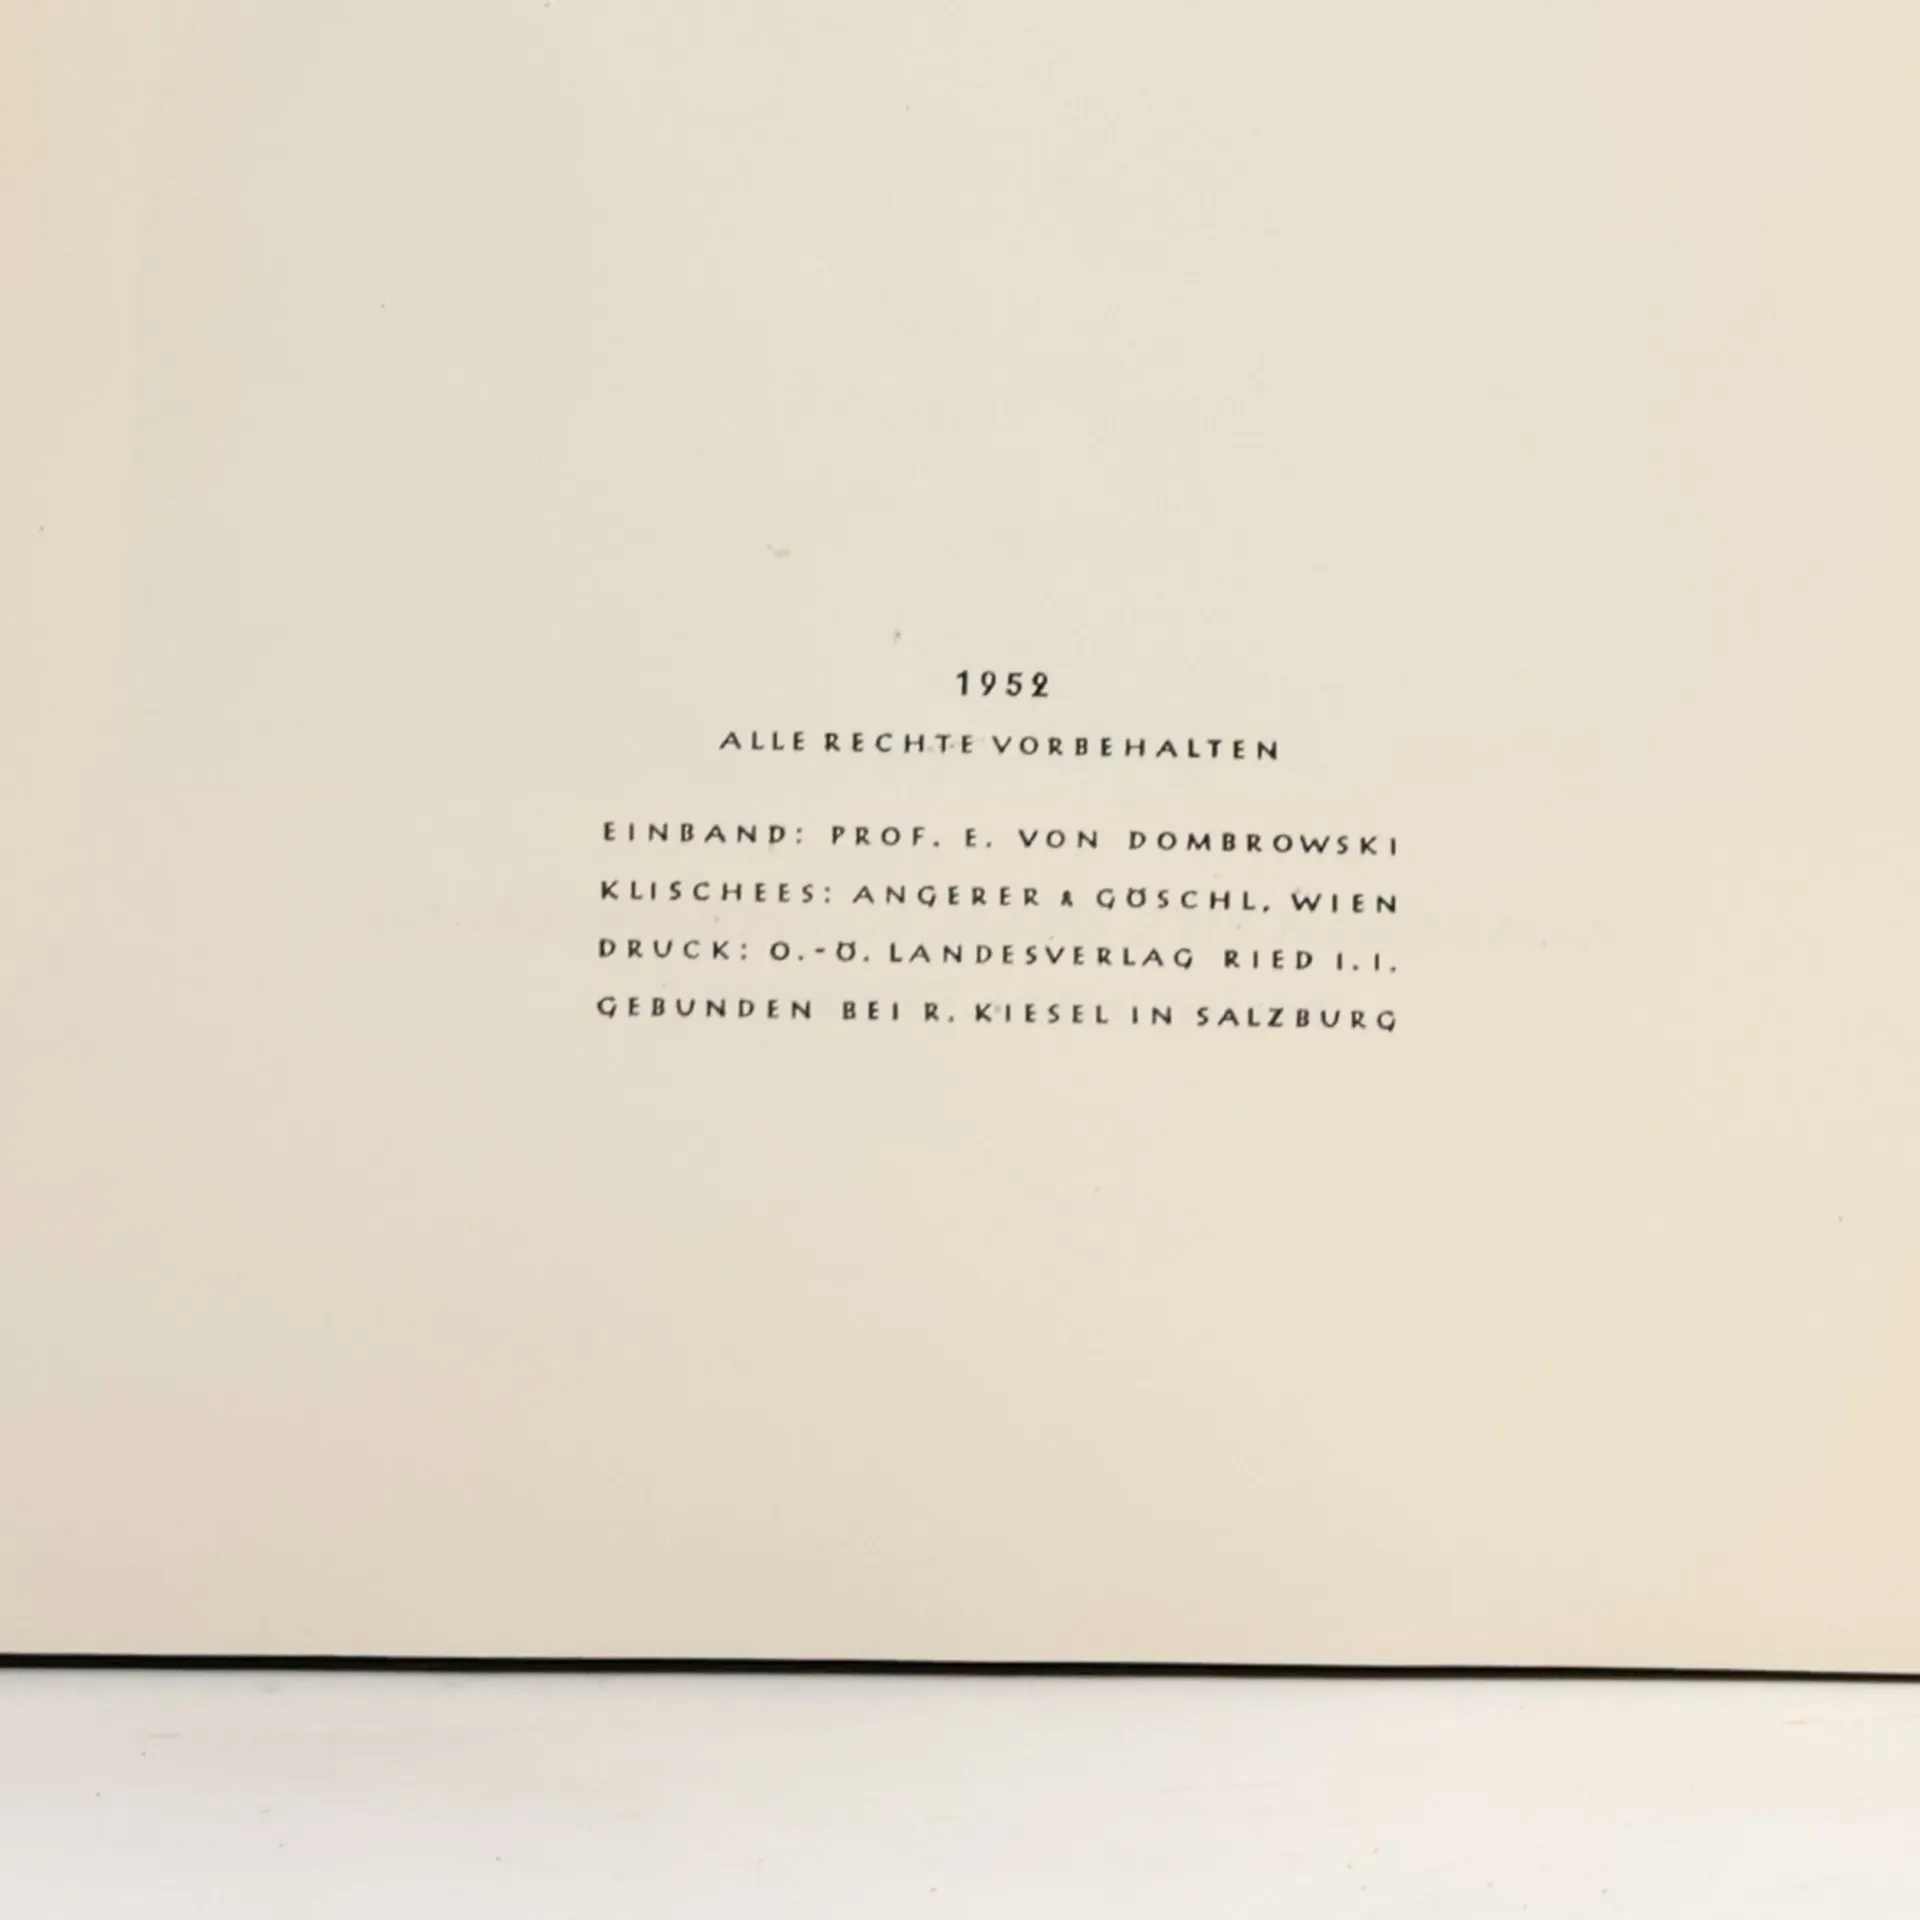 1952
ALLE RECHTE VORBEHALTEN
EINBAND: PROF. E. VON DOMBROWSKI
KLISCHEES: ANGERER & GÖSCHL, WIEN
DRUCK: O.-Ö. LANDESVERLAG RIED I. I.
GEBUNDEN BEI R. KIESEL IN SALZBURG